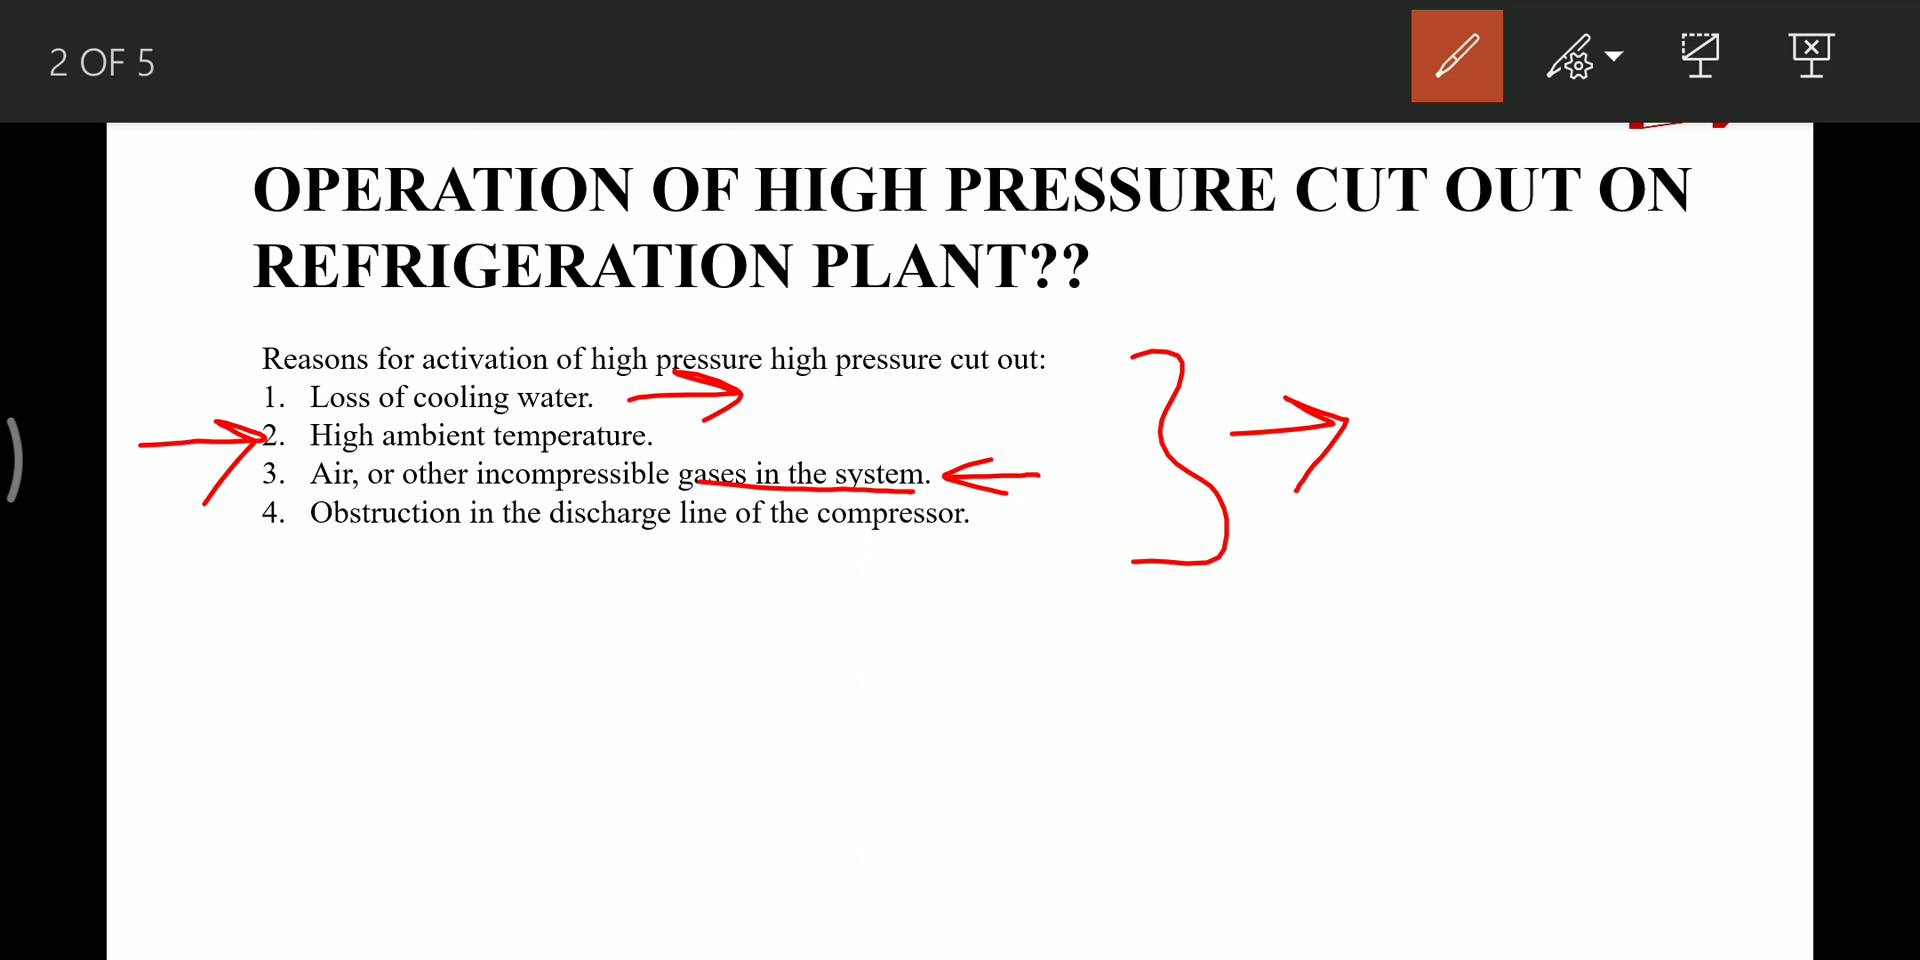 2 OF 5
OPERATION OF HIGH PRESSURE CUT OUT ON
REFRIGERATION PLANT??
Reasons for activation of high pressure high pressure cut out:
1. Loss of cooling water.
2. High ambient temperature.
3. Air, or other incompressible gases in the system.
4. Obstruction in the discharge line of the compressor.